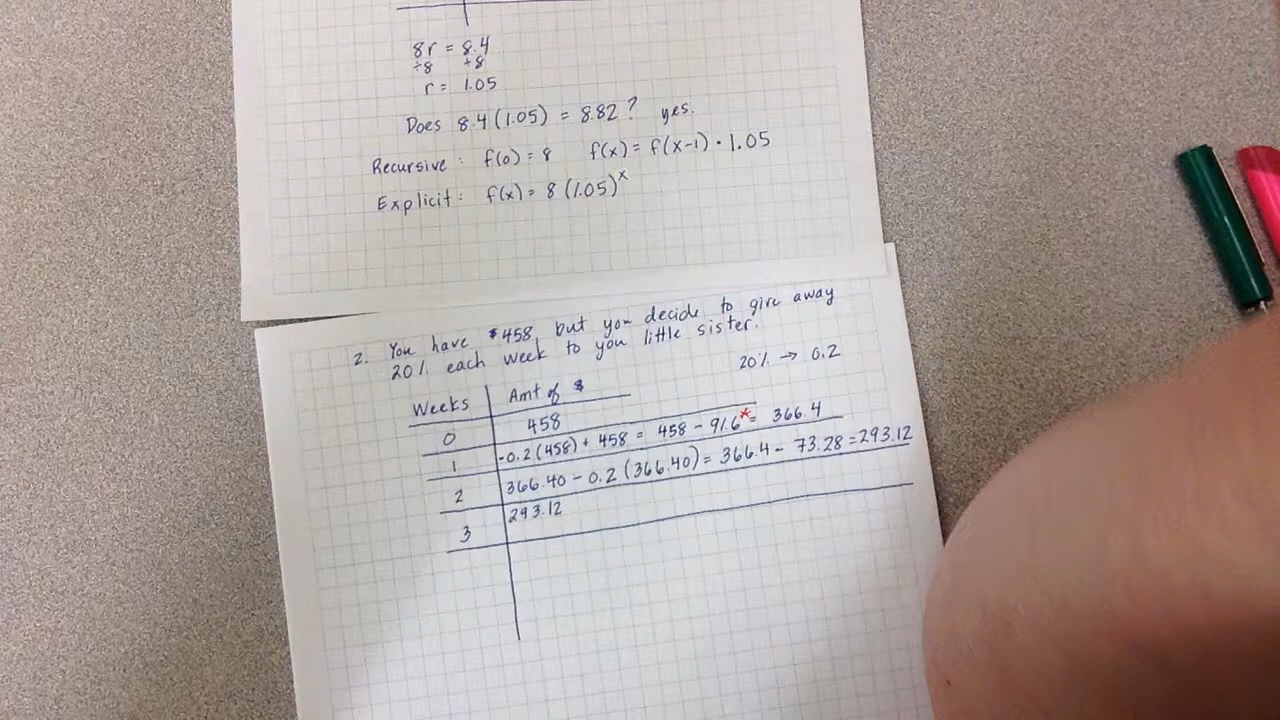 8r = 8.4
÷8 ÷8
r = 1.05
Does 8.4(1.05) = 8.82? yes.
Recursive: f(0) = 8 f(x) = f(x-1) · 1.05
Explicit: f(x) = 8(1.05)^x
2. You have $458, but you decide to give away
20% each week to you little sister.
20% → 0.2
Weeks Amt of $
0 458
1 -0.2(458) + 458 = 458 - 91.6* = 366.4
2 366.40 - 0.2(366.40) = 366.4 - 73.28 = 293.12
3 293.12